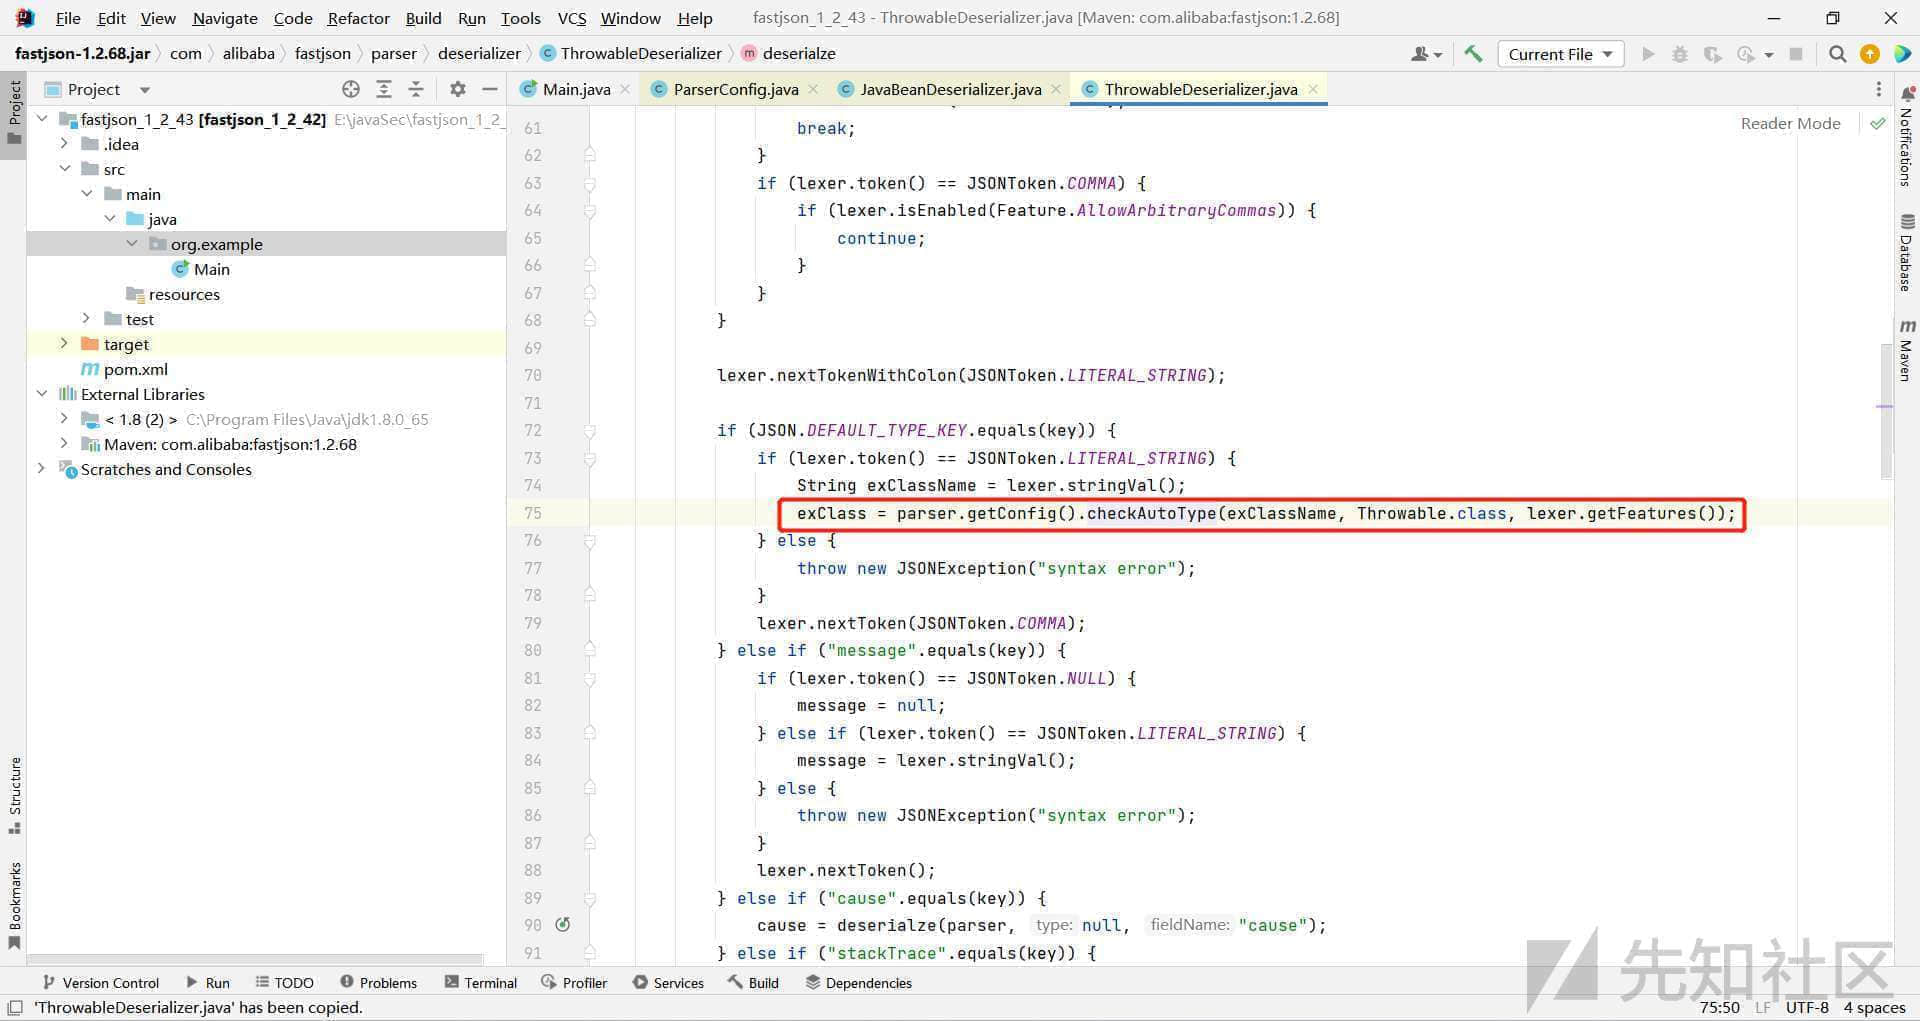 File Edit View Navigate Code Refactor Build Run Tools VCS Window Help fastjson_1_2_43 - ThrowableDeserializer.java [Maven: com.alibaba:fastjson:1.2.68]
fastjson-1.2.68.jar com alibaba fastjson parser deserializer ThrowableDeserializer deserialze Current File
Project Main.java ParserConfig.java JavaBeanDeserializer.java ThrowableDeserializer.java
Project
fastjson_1_2_43 [fastjson_1_2_42] E:\javaSec\fastjson_1_2_
.idea
src
main
java
org.example
Main
resources
test
target
pom.xml
External Libraries
< 1.8 (2) > C:\Program Files\Java\jdk1.8.0_65
Maven: com.alibaba:fastjson:1.2.68
Scratches and Consoles
Structure
Bookmarks
Reader Mode
61 break;
62 }
63 if (lexer.token() == JSONToken.COMMA) {
64 if (lexer.isEnabled(Feature.AllowArbitraryCommas)) {
65 continue;
66 }
67 }
68 }
69
70 lexer.nextTokenWithColon(JSONToken.LITERAL_STRING);
71
72 if (JSON.DEFAULT_TYPE_KEY.equals(key)) {
73 if (lexer.token() == JSONToken.LITERAL_STRING) {
74 String exClassName = lexer.stringVal();
75 exClass = parser.getConfig().checkAutoType(exClassName, Throwable.class, lexer.getFeatures());
76 } else {
77 throw new JSONException("syntax error");
78 }
79 lexer.nextToken(JSONToken.COMMA);
80 } else if ("message".equals(key)) {
81 if (lexer.token() == JSONToken.NULL) {
82 message = null;
83 } else if (lexer.token() == JSONToken.LITERAL_STRING) {
84 message = lexer.stringVal();
85 } else {
86 throw new JSONException("syntax error");
87 }
88 lexer.nextToken();
89 } else if ("cause".equals(key)) {
90 cause = deserialze(parser, type: null, fieldName: "cause");
91 } else if ("stackTrace".equals(key)) {
Notifications
Database
Maven
先知社区
Version Control Run TODO Problems Terminal Profiler Services Build Dependencies
'ThrowableDeserializer.java' has been copied. 75:50 LF UTF-8 4 spaces